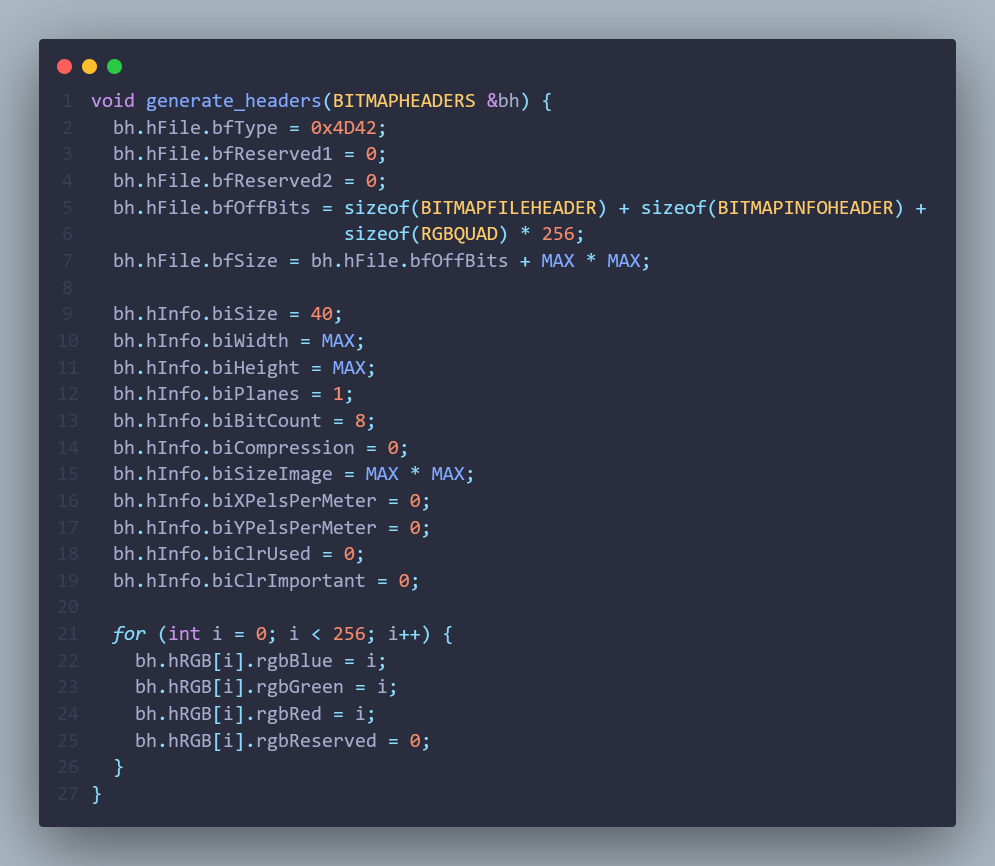 1 void generate_headers(BITMAPHEADERS &bh) {
2   bh.hFile.bfType = 0x4D42;
3   bh.hFile.bfReserved1 = 0;
4   bh.hFile.bfReserved2 = 0;
5   bh.hFile.bfOffBits = sizeof(BITMAPFILEHEADER) + sizeof(BITMAPINFOHEADER) +
6                        sizeof(RGBQUAD) * 256;
7   bh.hFile.bfSize = bh.hFile.bfOffBits + MAX * MAX;
8
9   bh.hInfo.biSize = 40;
10   bh.hInfo.biWidth = MAX;
11   bh.hInfo.biHeight = MAX;
12   bh.hInfo.biPlanes = 1;
13   bh.hInfo.biBitCount = 8;
14   bh.hInfo.biCompression = 0;
15   bh.hInfo.biSizeImage = MAX * MAX;
16   bh.hInfo.biXPelsPerMeter = 0;
17   bh.hInfo.biYPelsPerMeter = 0;
18   bh.hInfo.biClrUsed = 0;
19   bh.hInfo.biClrImportant = 0;
20
21   for (int i = 0; i < 256; i++) {
22     bh.hRGB[i].rgbBlue = i;
23     bh.hRGB[i].rgbGreen = i;
24     bh.hRGB[i].rgbRed = i;
25     bh.hRGB[i].rgbReserved = 0;
26   }
27 }